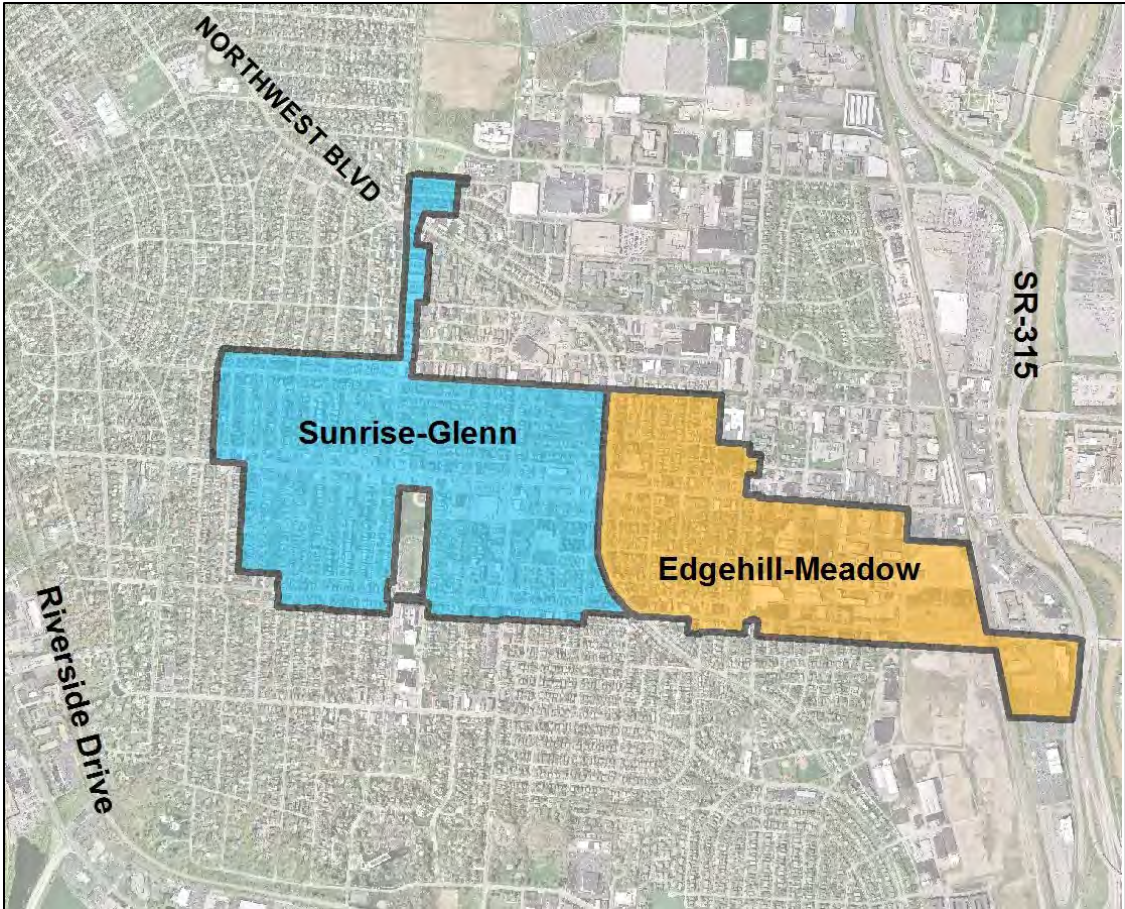 NORTHWEST BLVD
SR-315
Sunrise-Glenn
Edgehill-Meadow
Riverside Drive